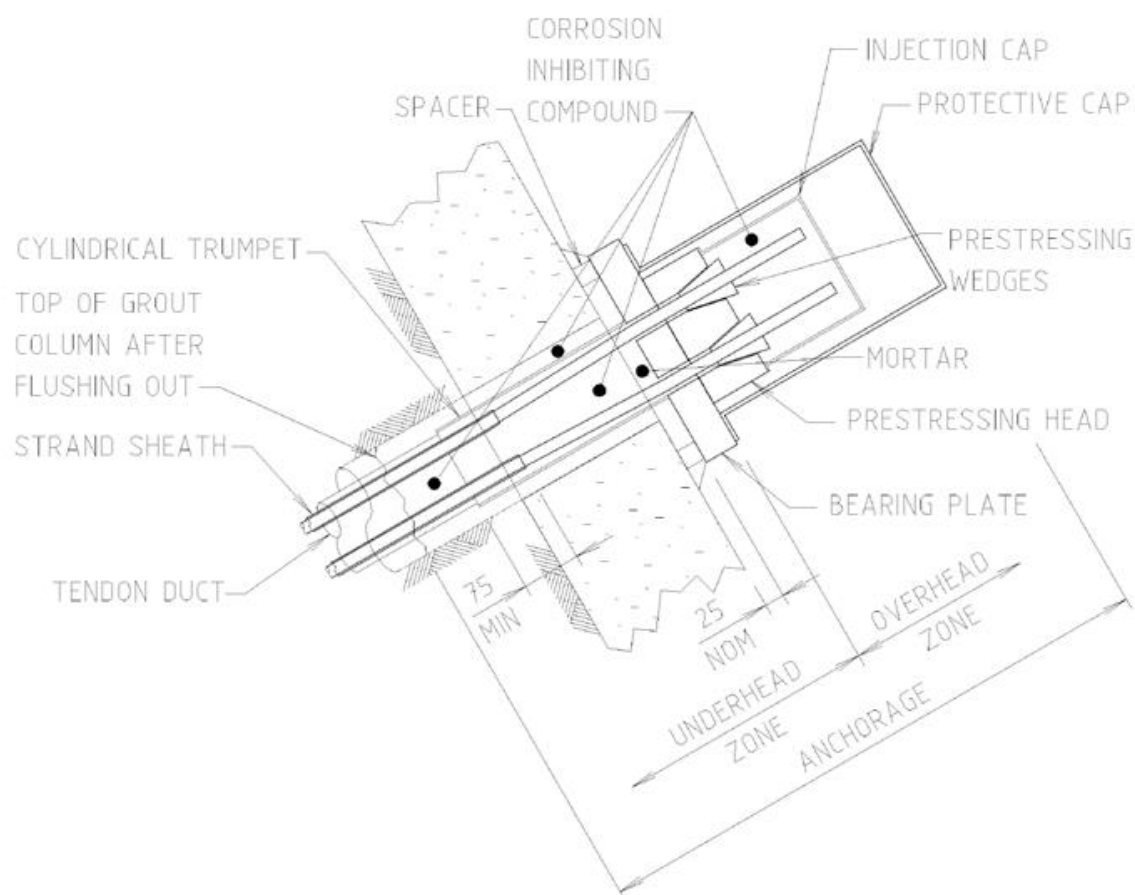 CORROSION
INHIBITING
COMPOUND
INJECTION CAP
PROTECTIVE CAP
SPACER
CYLINDRICAL TRUMPET
TOP OF GROUT
COLUMN AFTER
FLUSHING OUT
STRAND SHEATH
TENDON DUCT
PRESTRESSING
WEDGES
MORTAR
PRESTRESSING HEAD
BEARING PLATE
75
MIN
25
NOM
OVERHEAD
ZONE
UNDERHEAD
ZONE
ANCHORAGE